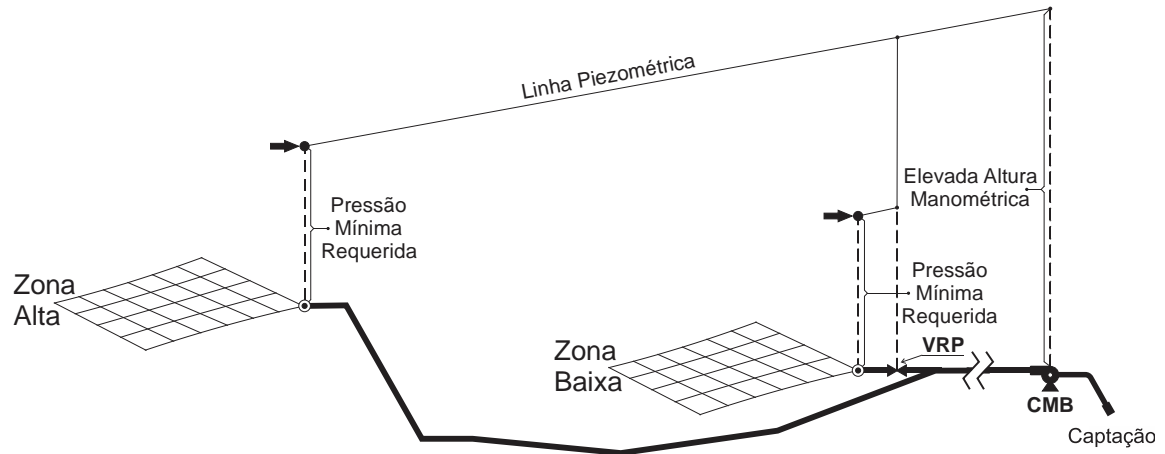 Linha Piezométrica
Elevada Altura
Manométrica
Pressão
Mínima
Requerida
Zona
Alta
Pressão
Mínima
Requerida
VRP
Zona
Baixa
CMB
Captação